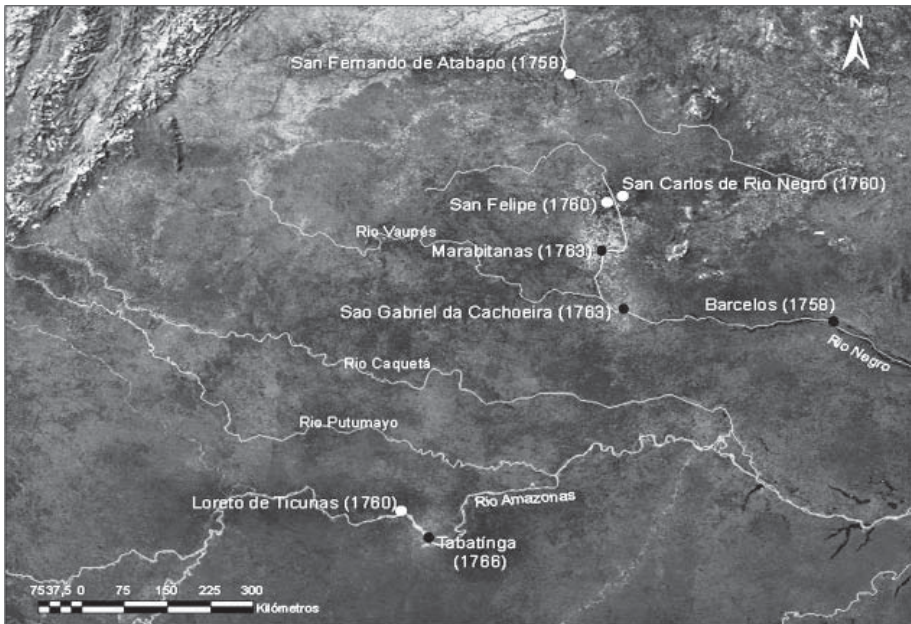 N
San Fernando de Atabapo (1758)
San Carlos de Rio Negro (1760)
San Felipe (1760)
Rio Vaupés
Marabitanas (1763)
Sao Gabriel da Cachoeira (1763)
Barcelos (1758)
Rio Negro
Rio Caquetá
Rio Putumayo
Rio Amazonas
Loreto de Ticunas (1760)
Tabatínga
(1766)
75 37,5 0 75 150 225 300
Kilómetros